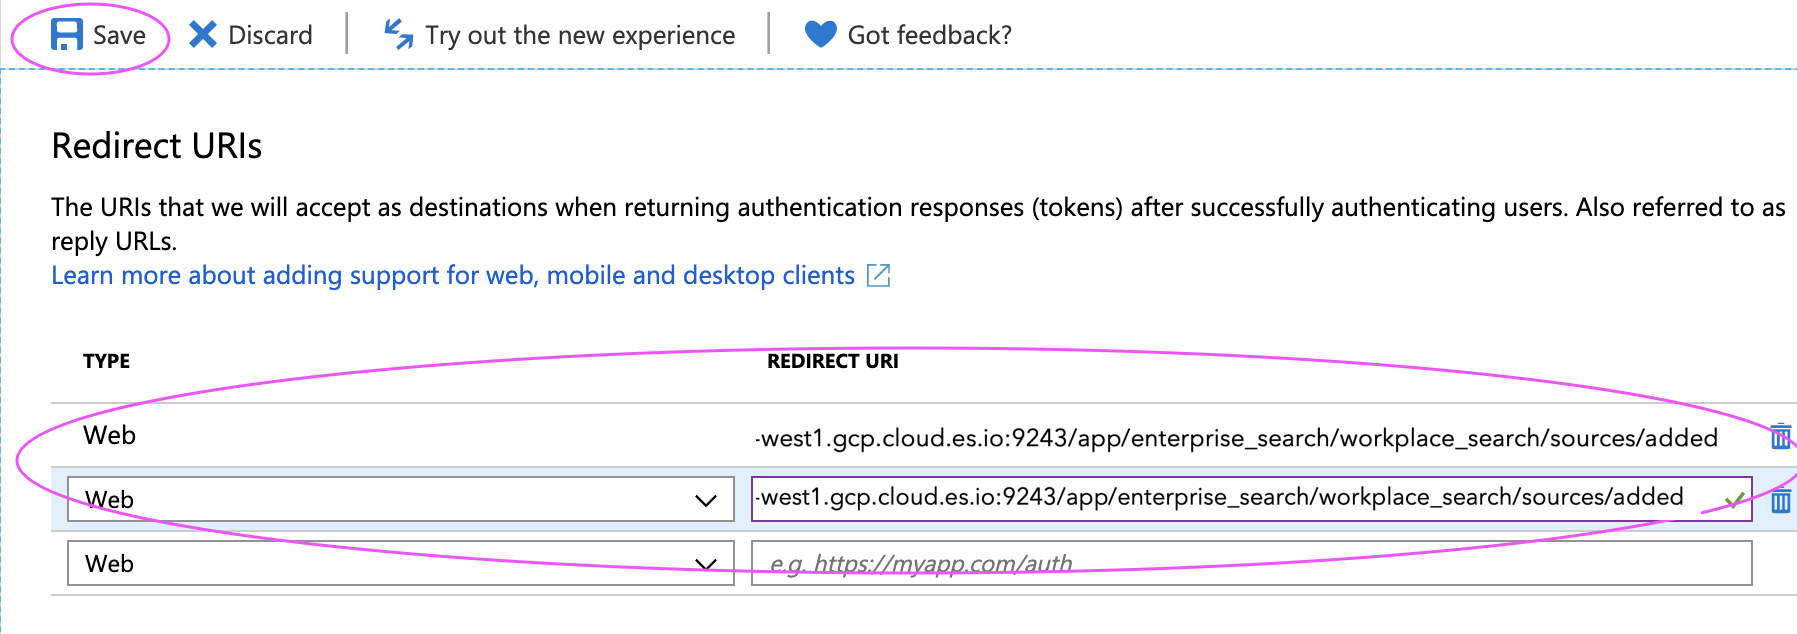 Save Discard Try out the new experience Got feedback?
Redirect URIs
The URIs that we will accept as destinations when returning authentication responses (tokens) after successfully authenticating users. Also referred to as
reply URLs.
Learn more about adding support for web, mobile and desktop clients
TYPE REDIRECT URI
Web -west1.gcp.cloud.es.io:9243/app/enterprise_search/workplace_search/sources/added
Web -west1.gcp.cloud.es.io:9243/app/enterprise_search/workplace_search/sources/added
Web e.g. https://myapp.com/auth